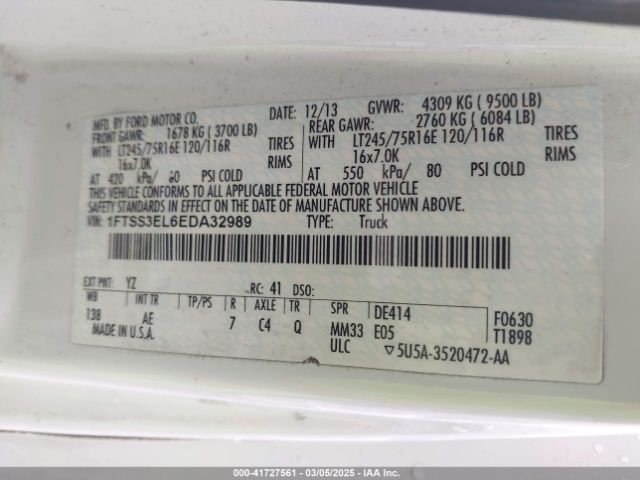 MFD. BY FORD MOTOR CO. DATE: 12/13 GVWR: 4309 KG ( 9500 LB)
FRONT GAWR: 1678 KG ( 3700 LB) REAR GAWR: 2760 KG ( 6084 LB)
WITH LT245/75R16E 120/116R TIRES WITH LT245/75R16E 120/116R TIRES
16x7.0K RIMS 16x7.0K RIMS
AT 420 kPa/ 60 PSI COLD AT 550 kPa/ 80 PSI COLD
THIS VEHICLE CONFORMS TO ALL APPLICABLE FEDERAL MOTOR VEHICLE
SAFETY STANDARDS IN EFFECT ON THE DATE OF MANUFACTURE SHOWN ABOVE.
VIN: 1FTSS3EL6EDA32989 TYPE: Truck
EXT PNT: YZ RC: 41 DSO:
WB INT TR TP/PS R AXLE TR SPR DE414 F0630
138 AE 7 C4 Q MM33 E05 T1898
MADE IN U.S.A. ULC ▽5U5A-3520472-AA
©-41727561 — 03/05/2025 — IAA Inc.